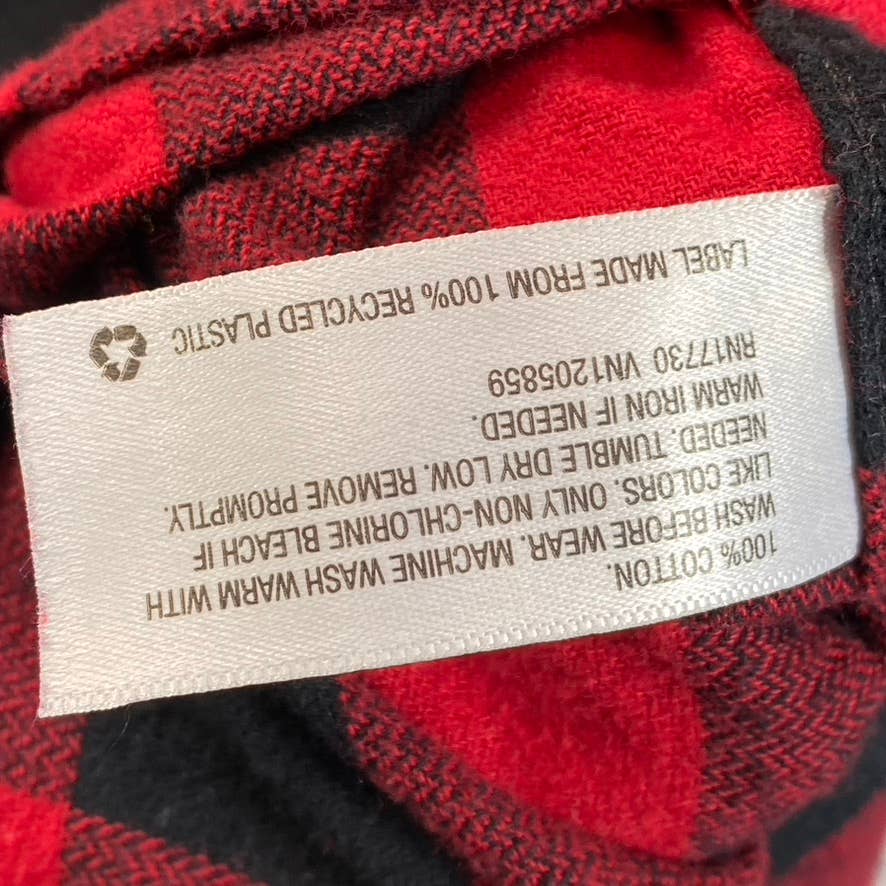 100% COTTON.
WASH BEFORE WEAR. MACHINE WASH WARM WITH
LIKE COLORS. ONLY NON-CHLORINE BLEACH IF
NEEDED. TUMBLE DRY LOW. REMOVE PROMPTLY.
WARM IRON IF NEEDED.
RN17730 VN1205859
LABEL MADE FROM 100% RECYCLED PLASTIC